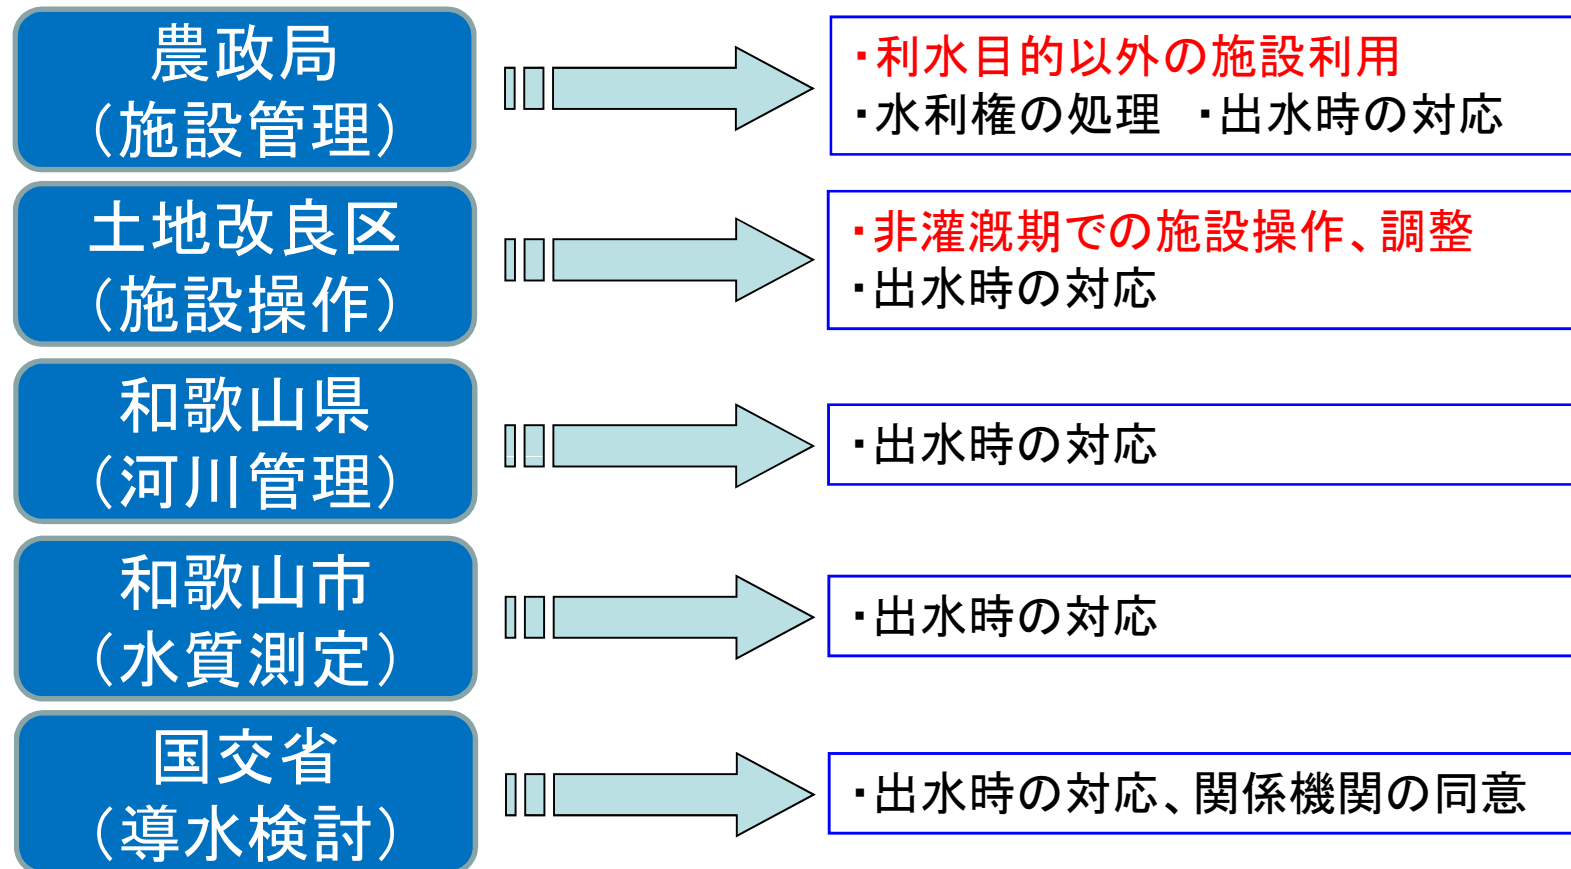 農政局
（施設管理）
・利水目的以外の施設利用
・水利権の処理　・出水時の対応
土地改良区
（施設操作）
・非灌漑期での施設操作、調整
・出水時の対応
和歌山県
（河川管理）
・出水時の対応
和歌山市
（水質測定）
・出水時の対応
国交省
（導水検討）
・出水時の対応、関係機関の同意